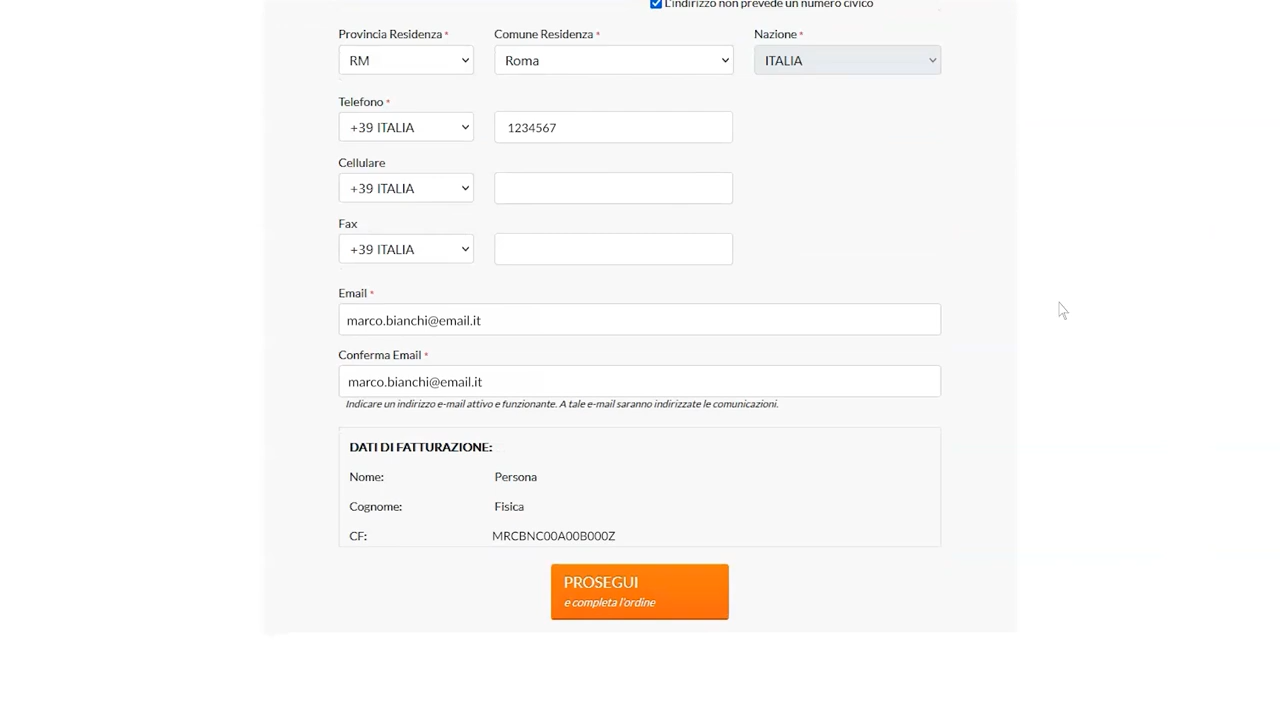 L'indirizzo non prevede un numero civico
Provincia Residenza * Comune Residenza * Nazione *
RM Roma ITALIA
Telefono *
+39 ITALIA 1234567
Cellulare
+39 ITALIA
Fax
+39 ITALIA
Email *
marco.bianchi@email.it
Conferma Email *
marco.bianchi@email.it
Indicare un indirizzo e-mail attivo e funzionante. A tale e-mail saranno indirizzate le comunicazioni.
DATI DI FATTURAZIONE:
Nome: Persona
Cognome: Fisica
CF: MRCBNC00A00B000Z
PROSEGUI
e completa l'ordine